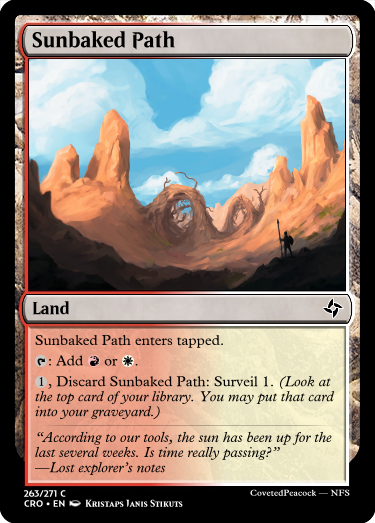 Sunbaked Path
Land
Sunbaked Path enters tapped.
: Add or .
1, Discard Sunbaked Path: Surveil 1. (Look at
the top card of your library. You may put that card
into your graveyard.)
“According to our tools, the sun has been up for the
last several weeks. Is time really passing?”
—Lost explorer’s notes
263/271 C
CRO • EN Kristaps Janis Stikuts
CovetedPeacock — NFS